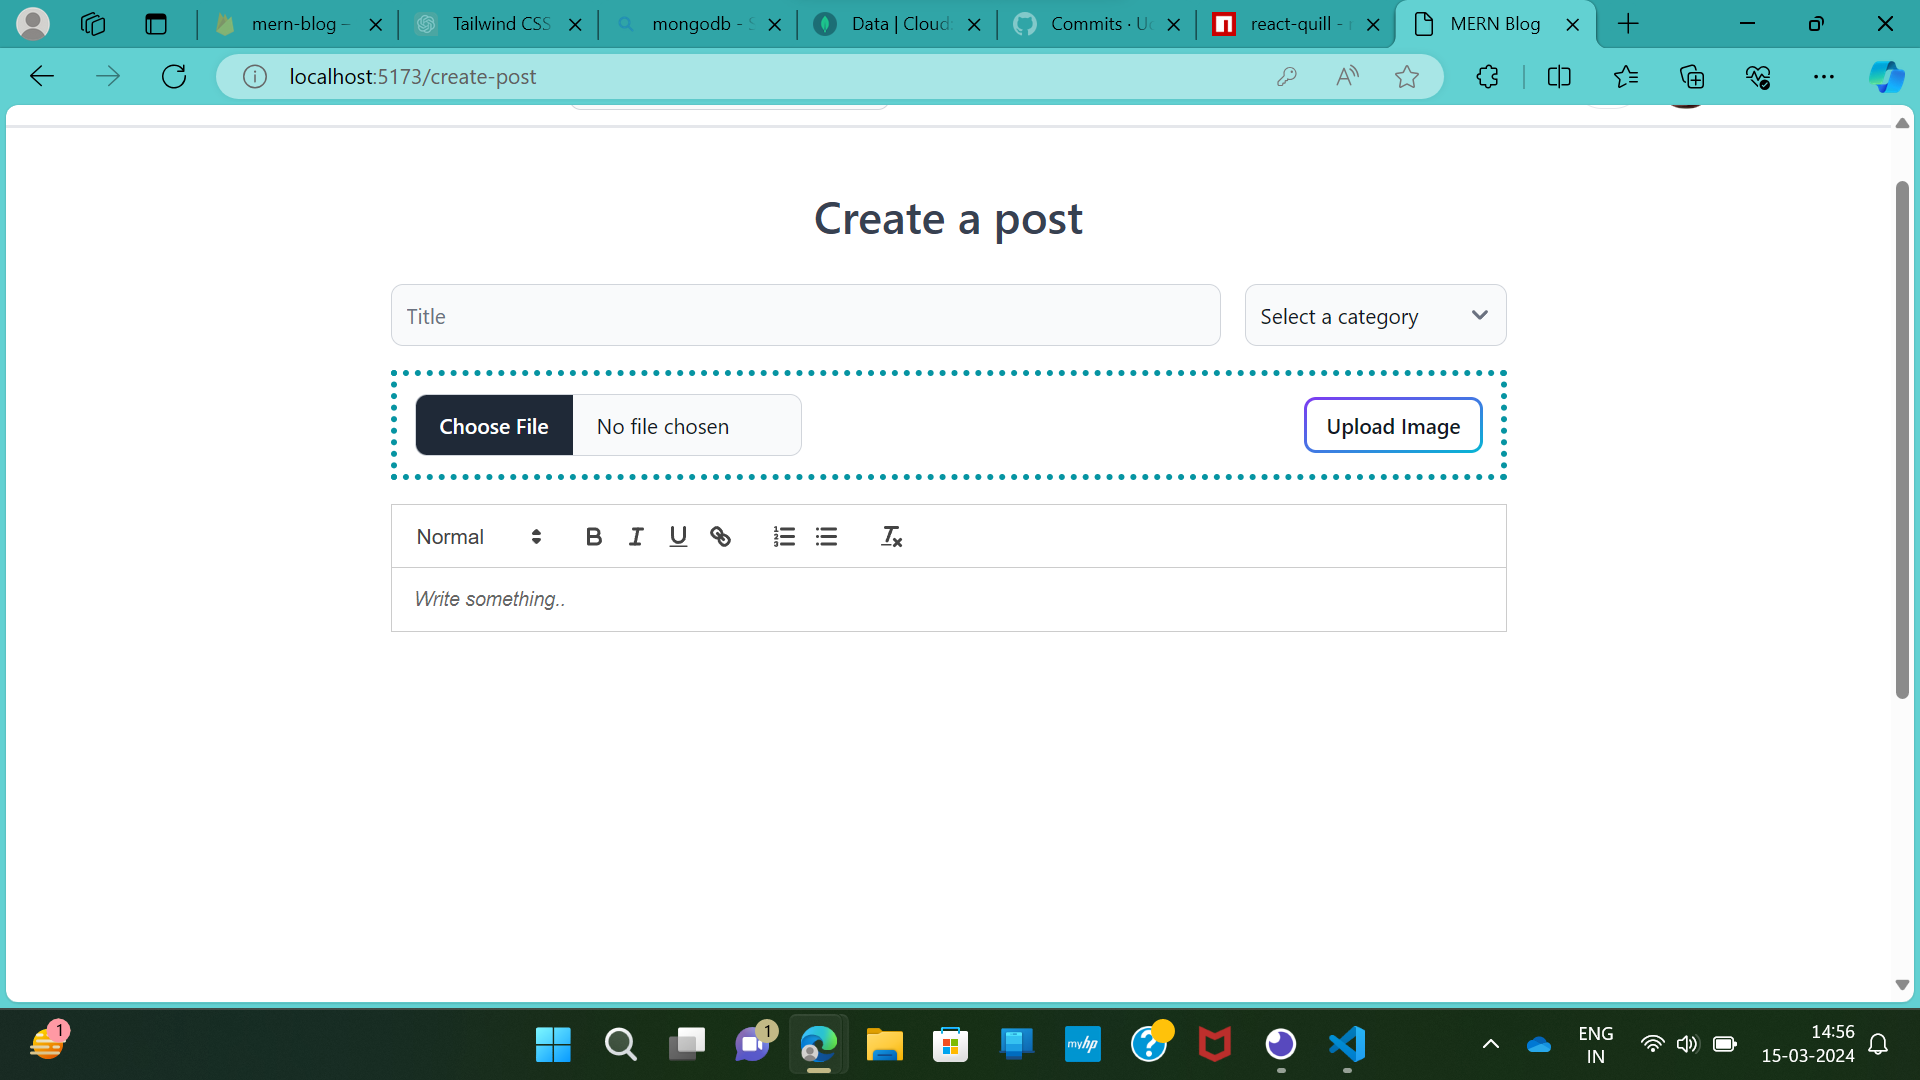 mern-blog –
Tailwind CSS
mongodb - S
Data | Cloud
Commits · Uc
react-quill - n
MERN Blog
localhost:5173/create-post
Create a post
Title
Select a category
Choose File
No file chosen
Upload Image
Normal
Write something..
1
1
myhp
ENG
IN
14:56
15-03-2024